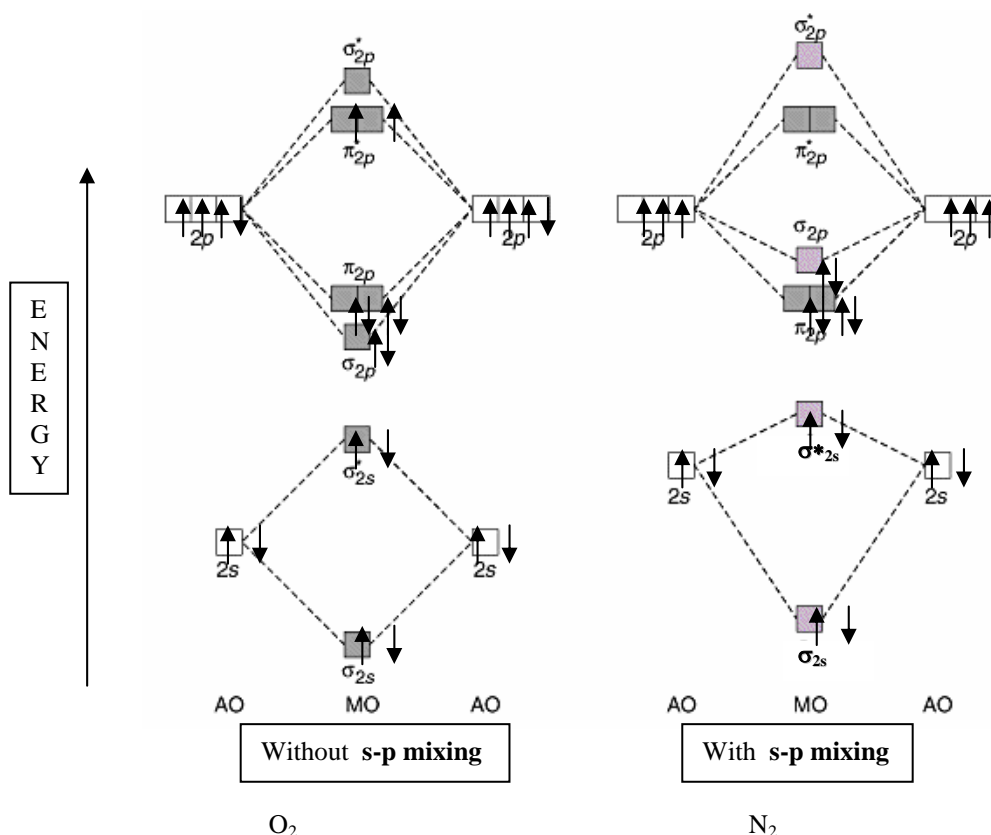 σ*2p
σ*2p
π*2p
π*2p
2p
2p
σ2p
2p
2p
π2p
π2p
σ2p
E
N
E
R
G
Y
σ*2s
σ*2s
2s
2s
2s
2s
σ2s
σ2s
AO MO AO
AO MO AO
Without s-p mixing
With s-p mixing
O2
N2